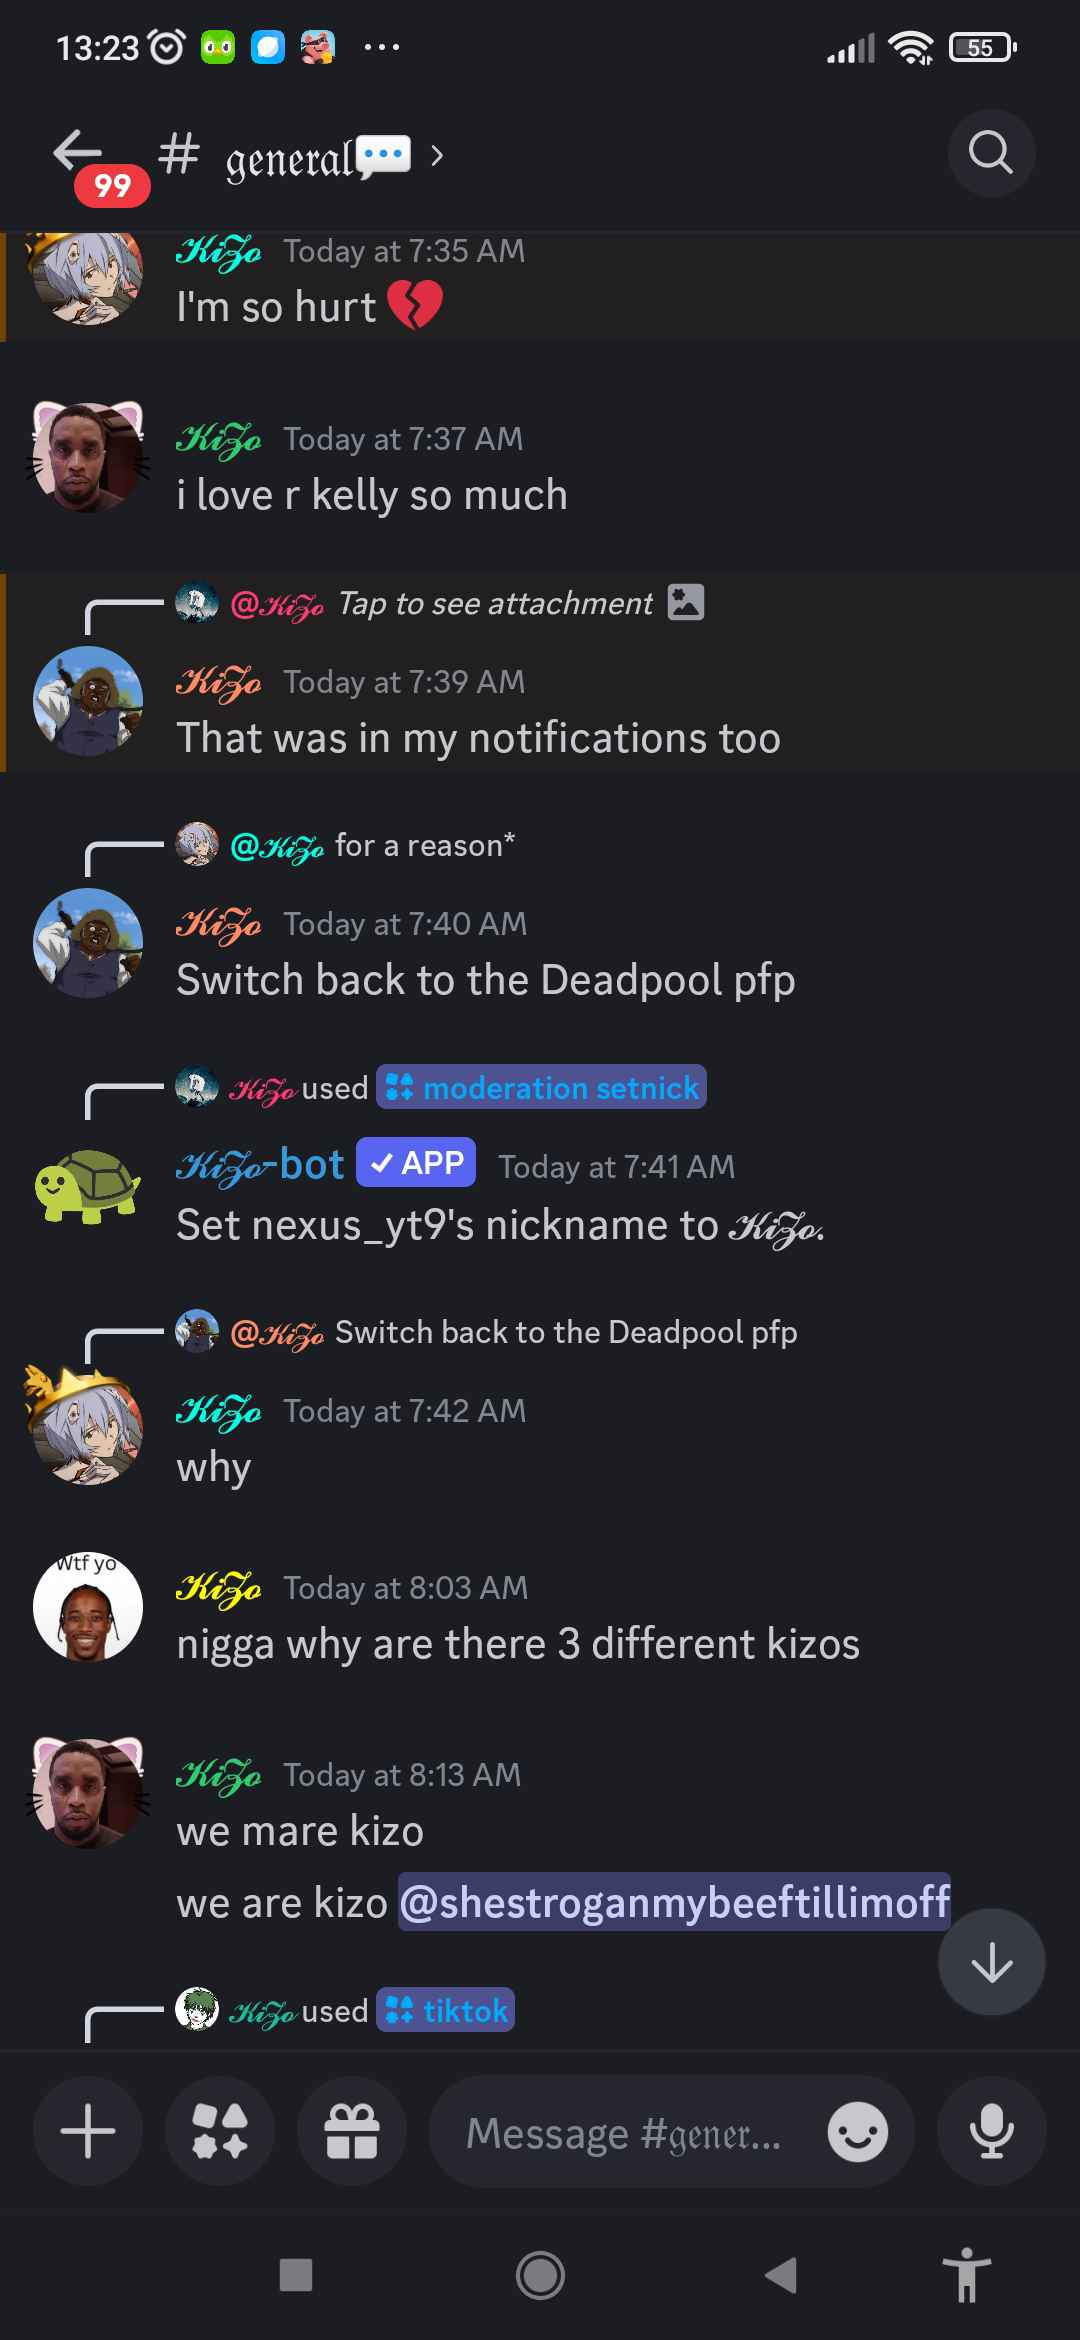 13:23 55
99 # general >
KiZo Today at 7:35 AM
I'm so hurt
KiZo Today at 7:37 AM
i love r kelly so much
@KiZo Tap to see attachment
KiZo Today at 7:39 AM
That was in my notifications too
@KiZo for a reason*
KiZo Today at 7:40 AM
Switch back to the Deadpool pfp
KiZo used moderation setnick
KiZo-bot ✓ APP Today at 7:41 AM
Set nexus_yt9's nickname to KiZo.
@KiZo Switch back to the Deadpool pfp
KiZo Today at 7:42 AM
why
Wtf yo
KiZo Today at 8:03 AM
nigga why are there 3 different kizos
KiZo Today at 8:13 AM
we mare kizo
we are kizo @shestroganmybeeftillimoff
KiZo used tiktok
Message #gener...